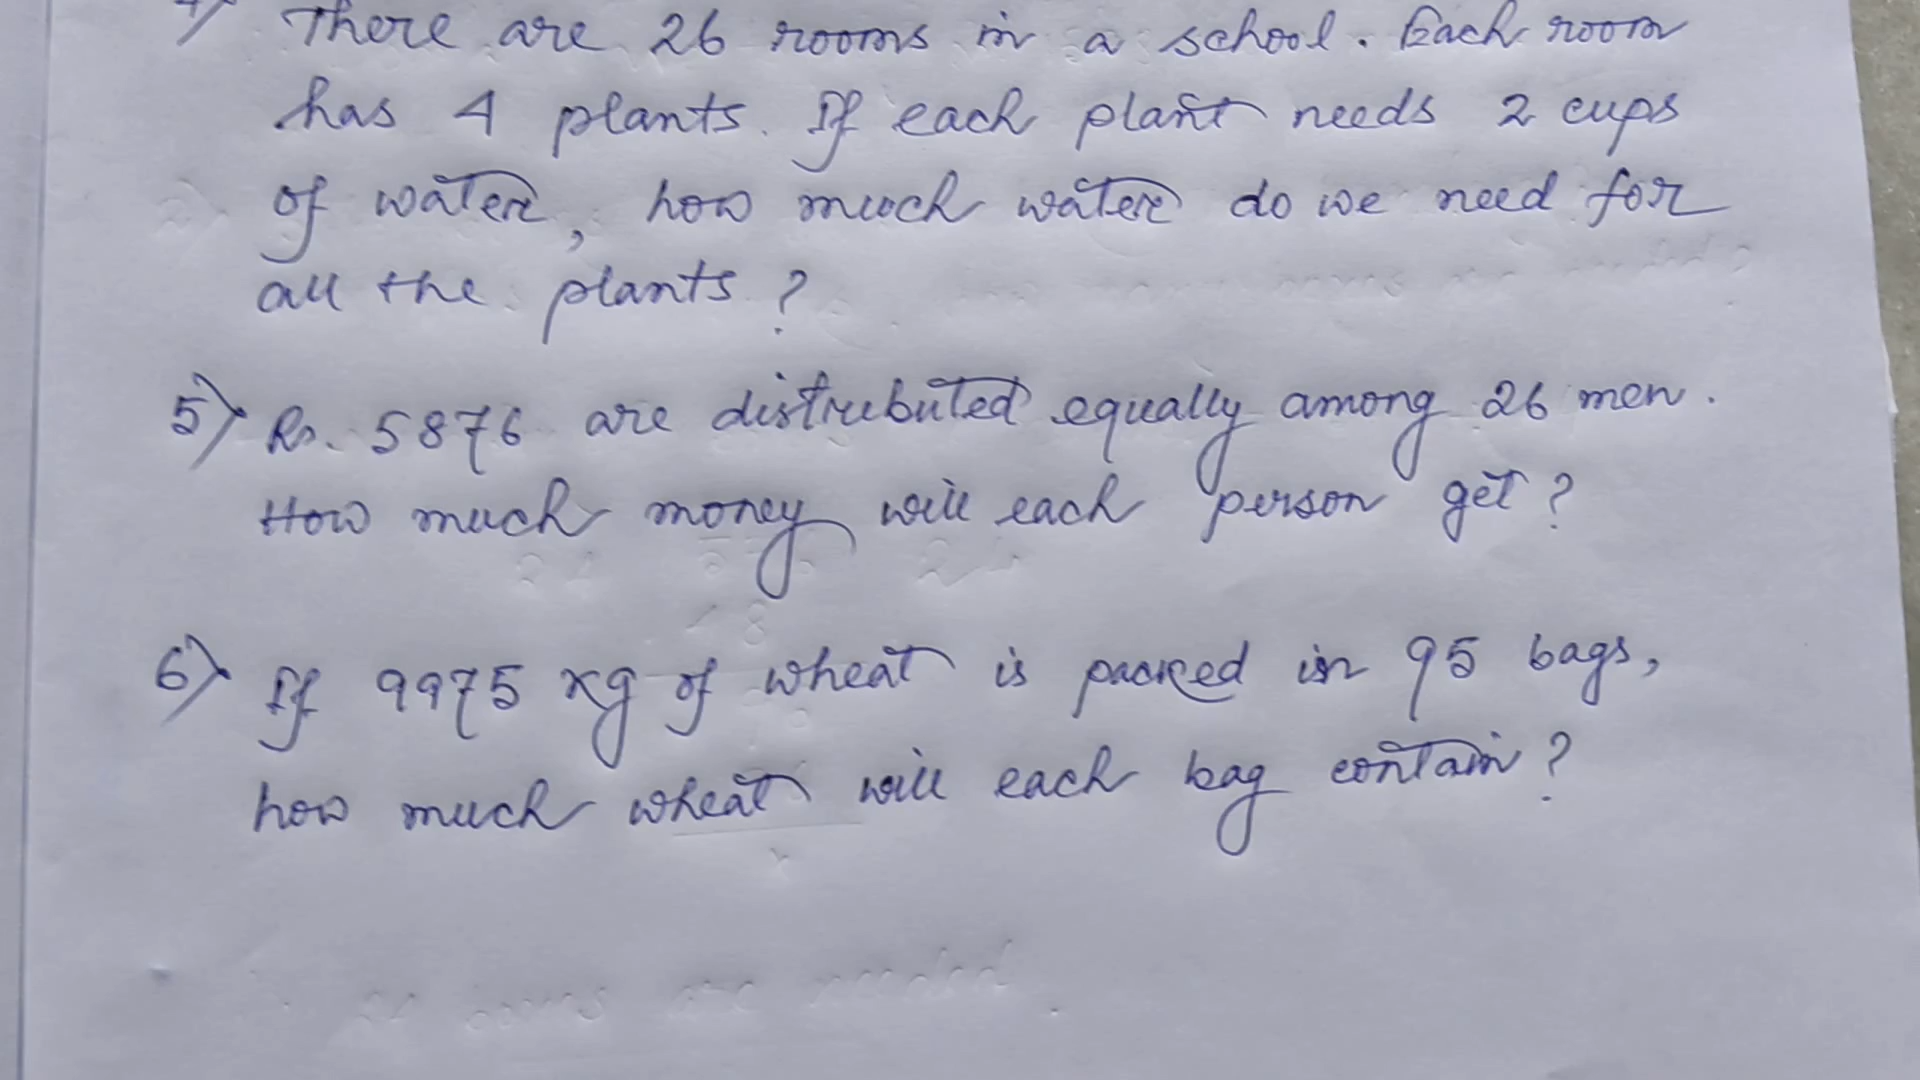 There are 26 rooms in a school. Each room
has 4 plants. If each plant needs 2 cups
of water, how much water do we need for
all the plants?
5) Rs. 5876 are distributed equally among 26 men.
How much money will each person get?
6) If 9975 kg of wheat is packed in 95 bags,
how much wheat will each bag contain?